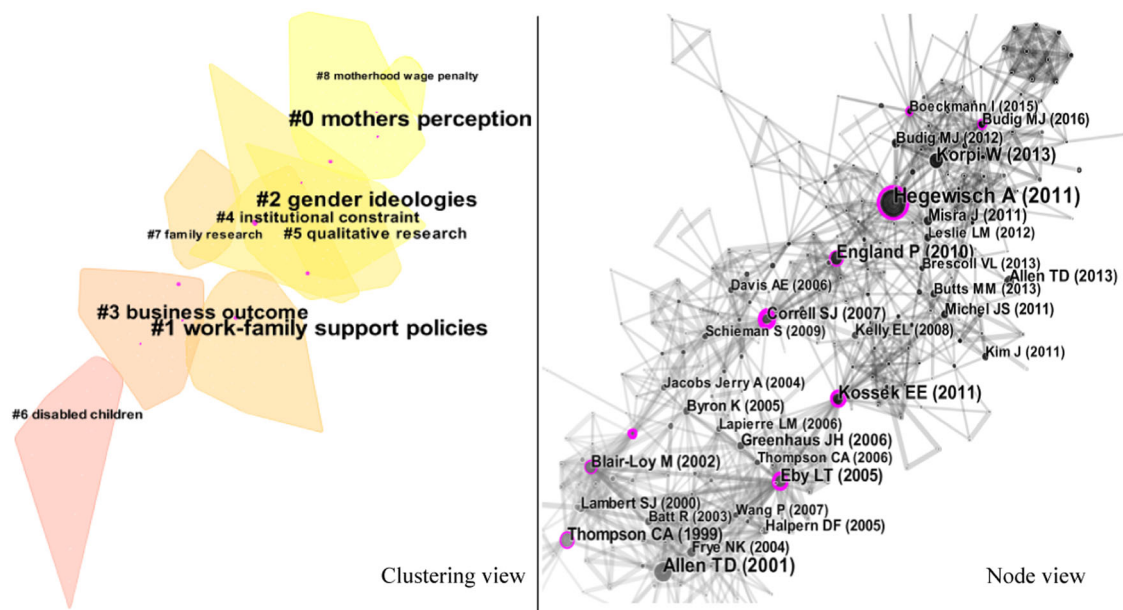 #8 motherhood wage penalty
#0 mothers perception
#2 gender ideologies
#4 institutional constraint
#7 family research
#5 qualitative research
#3 business outcome
#1 work-family support policies
#6 disabled children
Clustering view
Boeckmann I (2015)
Budig MJ (2016)
Budig MJ (2012)
Korpi W (2013)
Hegewisch A (2011)
Misra J (2011)
Leslie LM (2012)
England P (2010)
Brescoll VL (2013)
Allen TD (2013)
Davis AE (2006)
Butts MM (2013)
Correll SJ (2007)
Michel JS (2011)
Schieman S (2009)
Kelly EL (2008)
Kim J (2011)
Jacobs Jerry A (2004)
Kossek EE (2011)
Byron K (2005)
Lapierre LM (2006)
Greenhaus JH (2006)
Thompson CA (2006)
Blair-Loy M (2002)
Eby LT (2005)
Lambert SJ (2000)
Wang P (2007)
Batt R (2003)
Halpern DF (2005)
Thompson CA (1999)
Frye NK (2004)
Allen TD (2001)
Node view